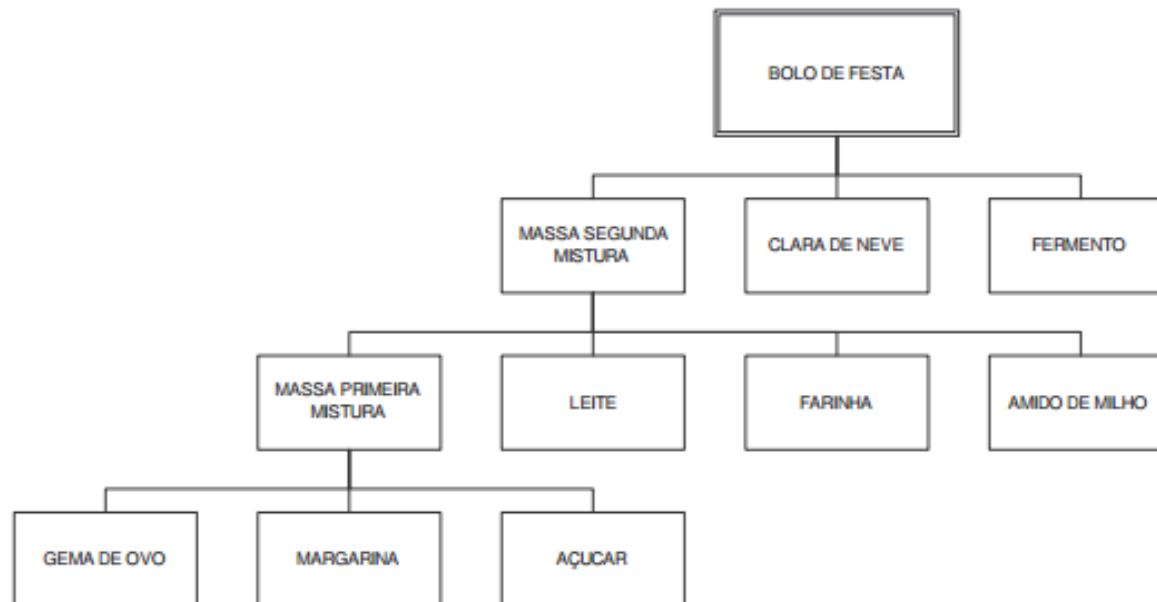 BOLO DE FESTA
MASSA SEGUNDA
MISTURA
CLARA DE NEVE
FERMENTO
MASSA PRIMEIRA
MISTURA
LEITE
FARINHA
AMIDO DE MILHO
GEMA DE OVO
MARGARINA
AÇUCAR